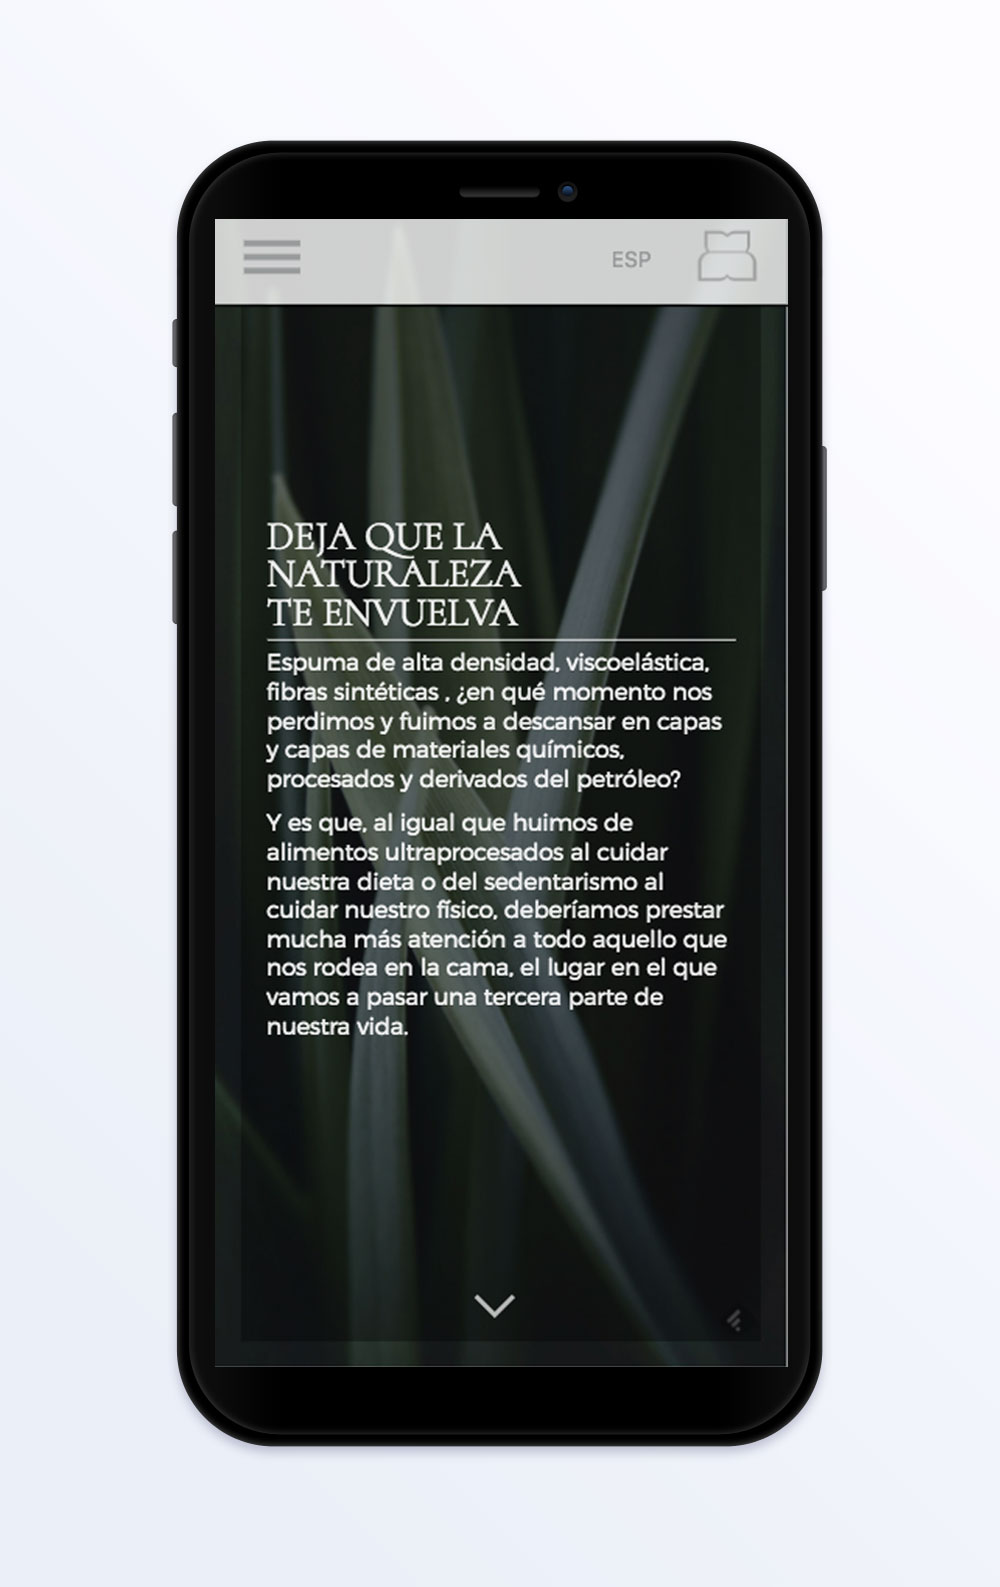 ESP
DEJA QUE LA
NATURALEZA
TE ENVUELVA
Espuma de alta densidad, viscoelástica,
fibras sintéticas , ¿en qué momento nos
perdimos y fuimos a descansar en capas
y capas de materiales químicos,
procesados y derivados del petróleo?
Y es que, al igual que huimos de
alimentos ultraprocesados al cuidar
nuestra dieta o del sedentarismo al
cuidar nuestro físico, deberíamos prestar
mucha más atención a todo aquello que
nos rodea en la cama, el lugar en el que
vamos a pasar una tercera parte de
nuestra vida.